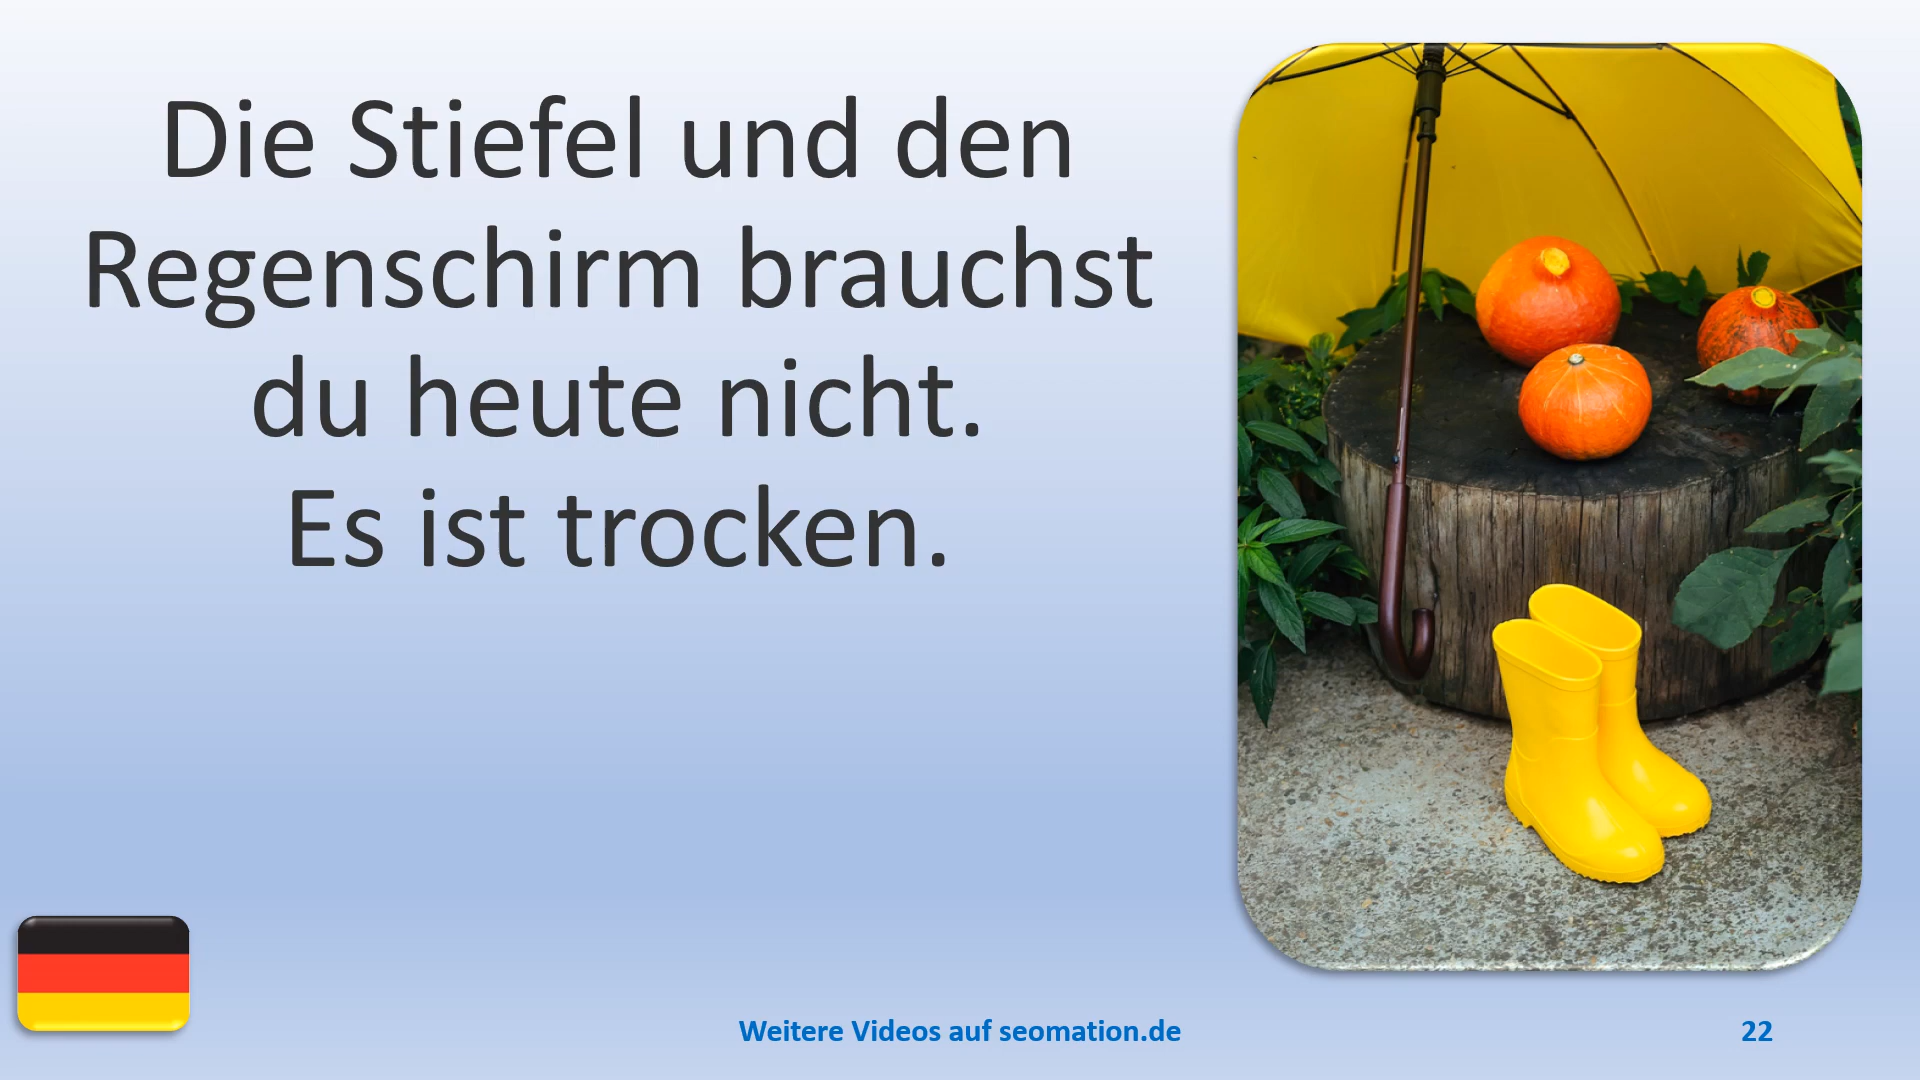 Die Stiefel und den
Regenschirm brauchst
du heute nicht.
Es ist trocken.
Weitere Videos auf seomation.de
22